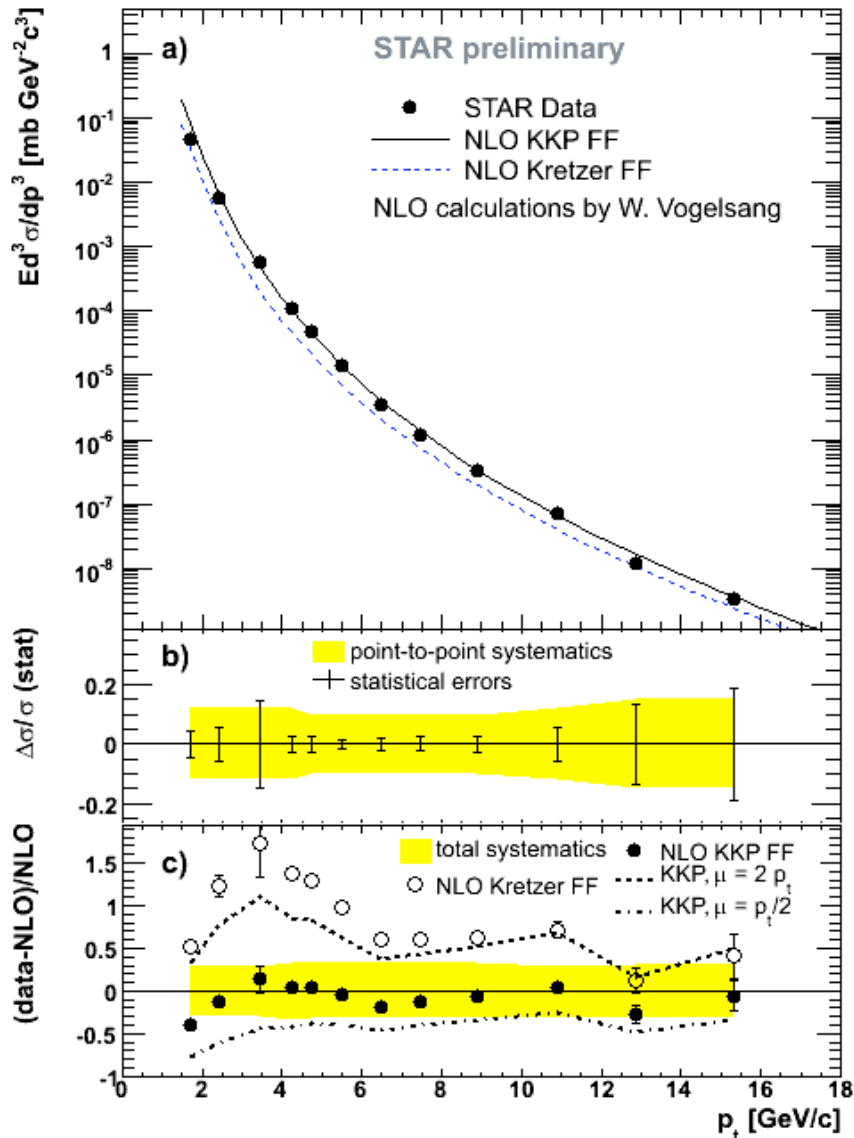 a)
STAR preliminary
STAR Data
NLO KKP FF
NLO Kretzer FF
NLO calculations by W. Vogelsang
Ed³σ/dp³ [mb GeV⁻²c³]
1
10⁻¹
10⁻²
10⁻³
10⁻⁴
10⁻⁵
10⁻⁶
10⁻⁷
10⁻⁸
b)
point-to-point systematics
statistical errors
Δσ/σ (stat)
0.2
0
-0.2
c)
total systematics
NLO Kretzer FF
NLO KKP FF
KKP, μ = 2 pₜ
KKP, μ = pₜ/2
(data-NLO)/NLO
1.5
1
0.5
0
-0.5
-1
0 2 4 6 8 10 12 14 16 18
pₜ [GeV/c]